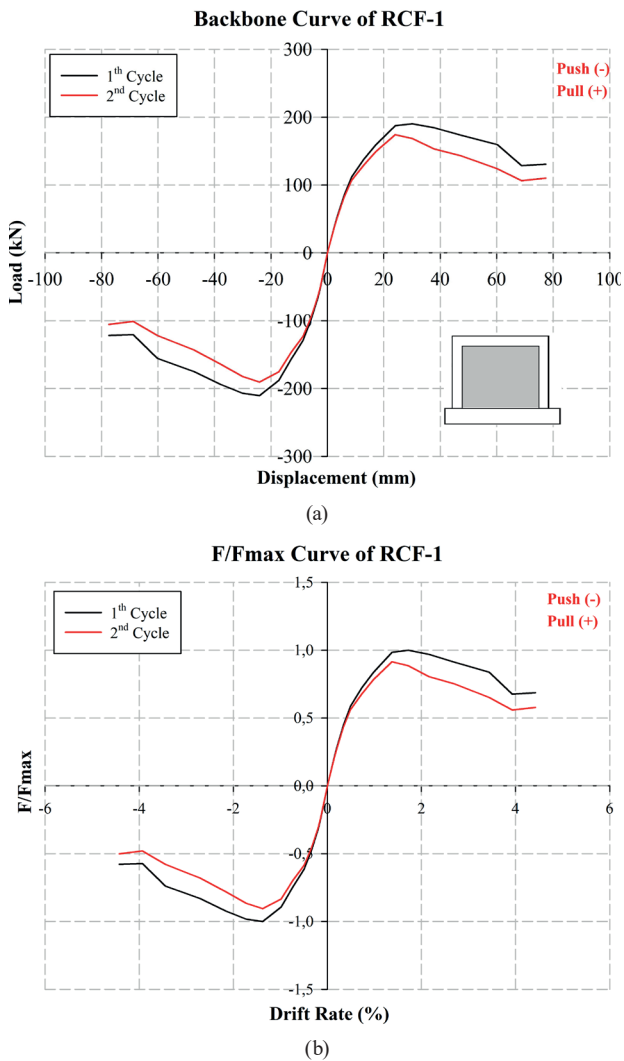 Backbone Curve of RCF-1
300
1th Cycle
2nd Cycle
Push (-)
Pull (+)
200
100
0
-100
-80
-60
-40
-20
0
20
40
60
80
100
-100
-200
-300
Load (kN)
Displacement (mm)
(a)
F/Fmax Curve of RCF-1
1,5
1th Cycle
2nd Cycle
Push (-)
Pull (+)
1,0
0,5
0,0
-6
-4
-2
0
2
4
6
-0,5
-1,0
-1,5
F/Fmax
Drift Rate (%)
(b)